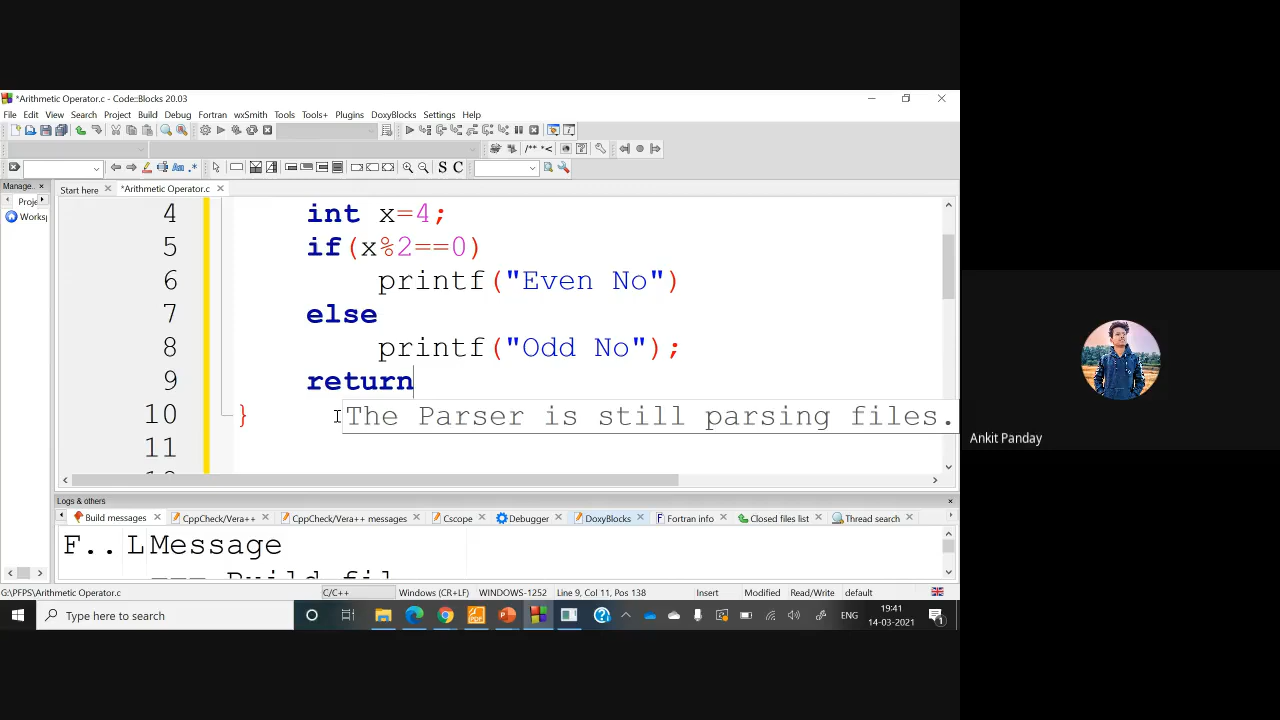 *Arithmetic Operator.c - Code::Blocks 20.03
File Edit View Search Project Build Debug Fortran wxSmith Tools Tools+ Plugins DoxyBlocks Settings Help
/** *<
S C
Manage..
Start here
*Arithmetic Operator.c
Proje
Worksp
4 int x=4;
5 if(x%2==0)
6 printf("Even No")
7 else
8 printf("Odd No");
9 return
10 }
The Parser is still parsing files.
11
Logs & others
Build messages
CppCheck/Vera++
CppCheck/Vera++ messages
Cscope
Debugger
DoxyBlocks
Fortran info
Closed files list
Thread search
F.. L Message
G:\PFPS\Arithmetic Operator.c
C/C++
Windows (CR+LF)
WINDOWS-1252
Line 9, Col 11, Pos 138
Insert
Modified
Read/Write
default
Type here to search
ENG
19:41
14-03-2021
1
Ankit Panday